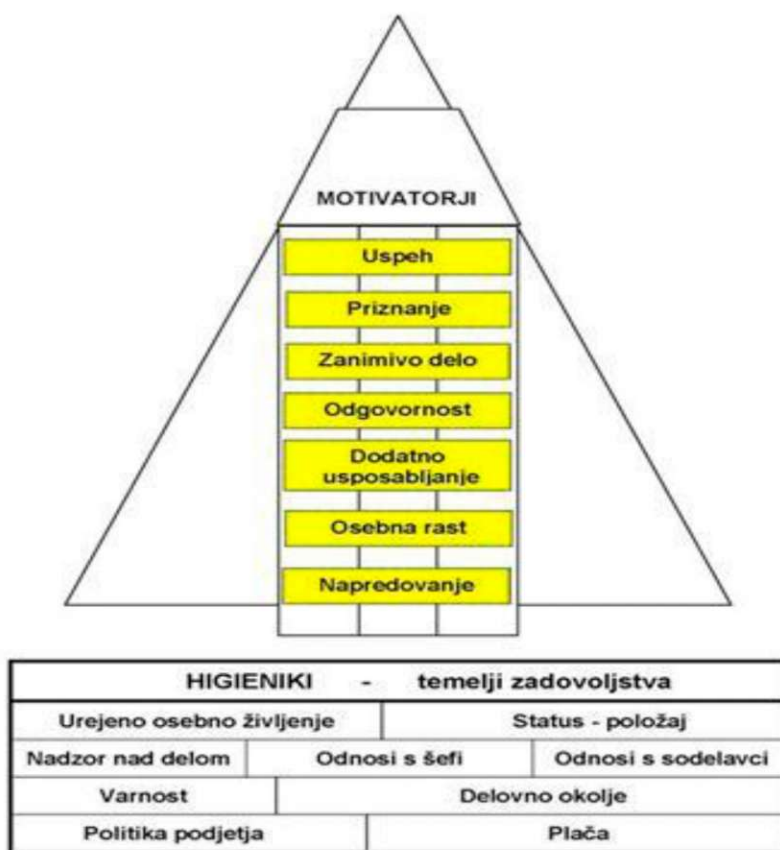 MOTIVATORJI
Uspeh
Priznanje
Zanimivo delo
Odgovornost
Dodatno
usposabljanje
Osebna rast
Napredovanje
HIGIENIKI - temelji zadovoljstva
Urejeno osebno življenje Status - položaj
Nadzor nad delom Odnosi s šefi Odnosi s sodelavci
Varnost Delovno okolje
Politika podjetja Plača